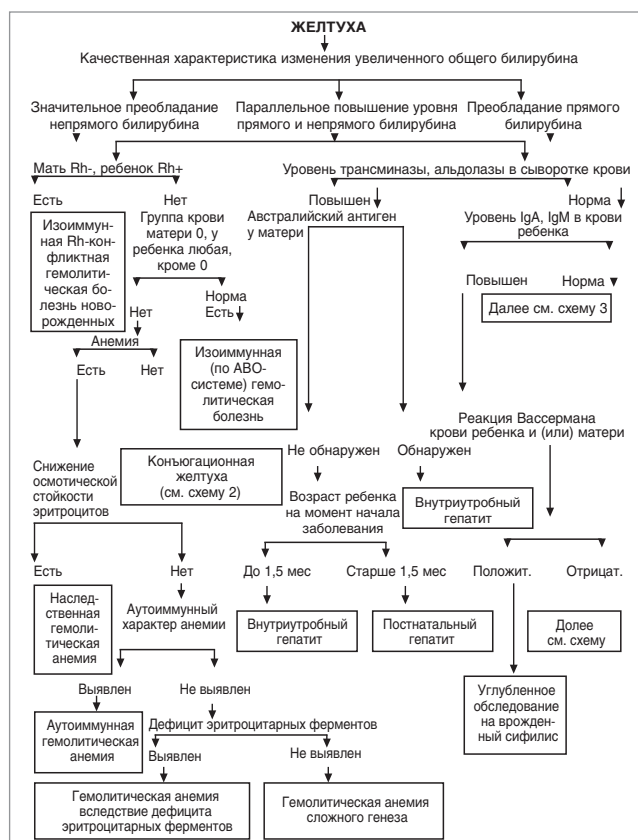 ЖЕЛТУХА
Качественная характеристика изменения увеличенного общего билирубина
Значительное преобладание
непрямого билирубина
Параллельное повышение уровня
прямого и непрямого билирубина
Преобладание прямого
билирубина
Мать Rh-, ребенок Rh+
Уровень трансминазы, альдолазы в сыворотке крови
Есть
Нет
Повышен
Норма
Изоиммун-
ная Rh-кон-
фликтная
гемолити-
ческая бо-
лезнь ново-
рожденных
Группа крови
матери 0, у
ребенка любая,
кроме 0
Австралийский антиген
у матери
Уровень IgA, IgM в крови
ребенка
Нет
Норма
Есть
Повышен
Норма
Далее см. схему 3
Анемия
Есть
Нет
Изоиммунная
(по АВО-
системе) гемо-
литическая
болезнь
Реакция Вассермана
крови ребенка и (или) матери
Снижение
осмотической
стойкости
эритроцитов
Конъюгационная
желтуха
(см. схему 2)
Не обнаружен
Обнаружен
Возраст ребенка
на момент начала
заболевания
Внутриутробный
гепатит
Есть
Нет
До 1,5 мес
Старше 1,5 мес
Положит.
Отрицат.
Наслед-
ственная
гемоли-
тическая
анемия
Аутоиммунный
характер анемии
Внутриутробный
гепатит
Постнатальный
гепатит
Долее
см. схему
Выявлен
Не выявлен
Углубленное
обследование
на врожден-
ный сифилис
Аутоиммунная
гемолитическая
анемия
Дефицит эритроцитарных ферментов
Выявлен
Не выявлен
Гемолитическая анемия
вследствие дефицита
эритроцитарных ферментов
Гемолитическая анемия
сложного генеза